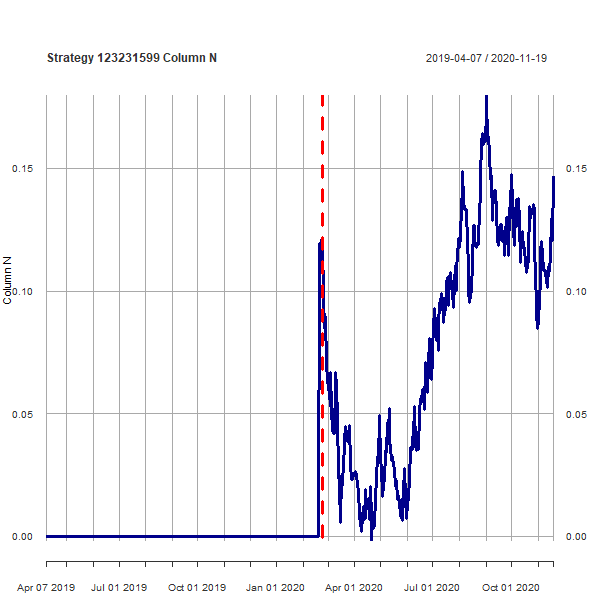 Strategy 123231599 Column N
2019-04-07 / 2020-11-19
Column N
0.15
0.15
0.10
0.10
0.05
0.05
0.00
0.00
Apr 07 2019
Jul 01 2019
Oct 01 2019
Jan 01 2020
Apr 01 2020
Jul 01 2020
Oct 01 2020